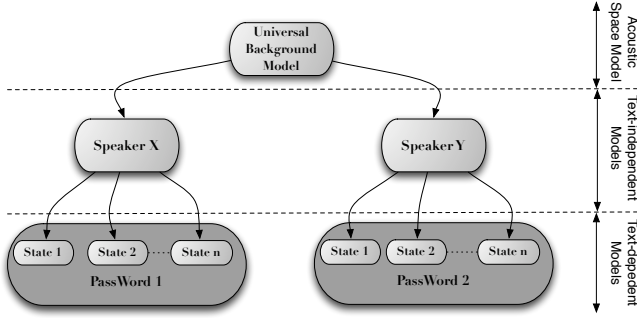 Universal
Background
Model
Acoustic
Space Model
Speaker X
Speaker Y
Text-independent
Models
State 1
State 2
State n
PassWord 1
State 1
State 2
State n
PassWord 2
Text-depedent
Models